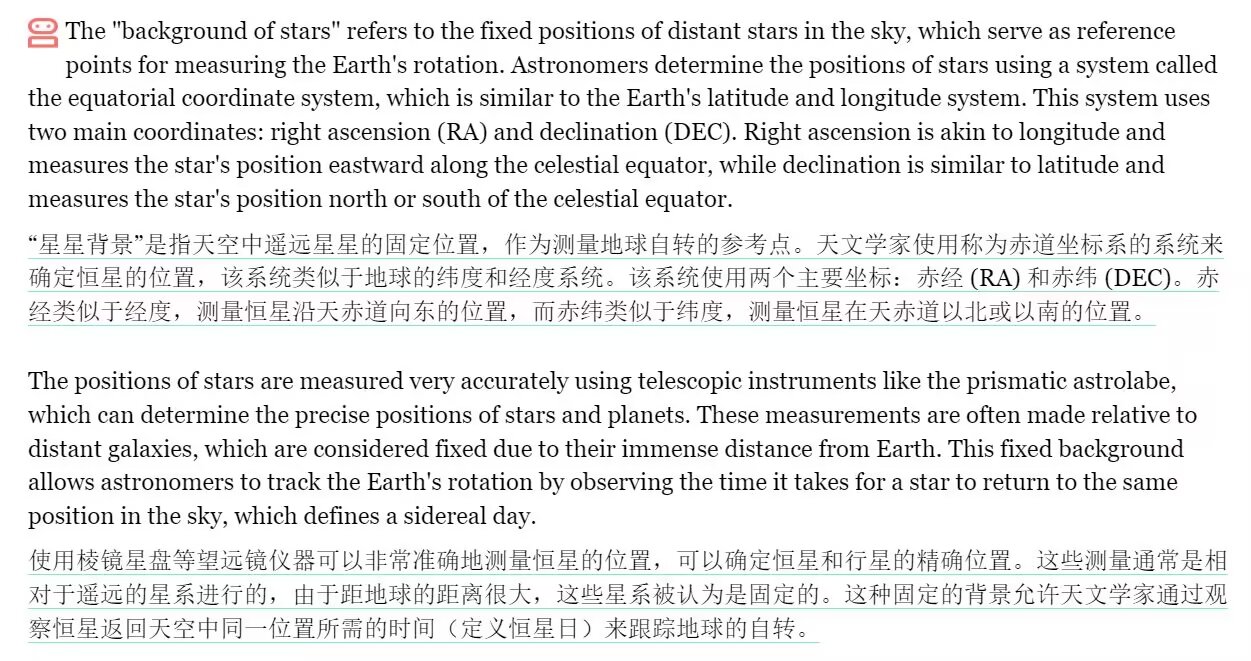 The "background of stars" refers to the fixed positions of distant stars in the sky, which serve as reference
points for measuring the Earth's rotation. Astronomers determine the positions of stars using a system called
the equatorial coordinate system, which is similar to the Earth's latitude and longitude system. This system uses
two main coordinates: right ascension (RA) and declination (DEC). Right ascension is akin to longitude and
measures the star's position eastward along the celestial equator, while declination is similar to latitude and
measures the star's position north or south of the celestial equator.
“星星背景”是指天空中遥远星星的固定位置，作为测量地球自转的参考点。天文学家使用称为赤道坐标系的系统来
确定恒星的位置，该系统类似于地球的纬度和经度系统。该系统使用两个主要坐标：赤经 (RA) 和赤纬 (DEC)。赤
经类似于经度，测量恒星沿天赤道向东的位置，而赤纬类似于纬度，测量恒星在天赤道以北或以南的位置。
The positions of stars are measured very accurately using telescopic instruments like the prismatic astrolabe,
which can determine the precise positions of stars and planets. These measurements are often made relative to
distant galaxies, which are considered fixed due to their immense distance from Earth. This fixed background
allows astronomers to track the Earth's rotation by observing the time it takes for a star to return to the same
position in the sky, which defines a sidereal day.
使用棱镜星盘等望远镜仪器可以非常准确地测量恒星的位置，可以确定恒星和行星的精确位置。这些测量通常是相
对于遥远的星系进行的，由于距地球的距离很大，这些星系被认为是固定的。这种固定的背景允许天文学家通过观
察恒星返回天空中同一位置所需的时间（定义恒星日）来跟踪地球的自转。